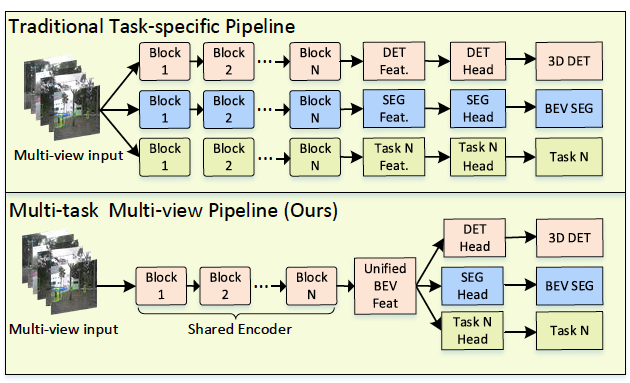 Traditional Task-specific Pipeline
Multi-view input
Block 1
Block 2
...
Block N
DET Feat.
DET Head
3D DET
Block 1
Block 2
...
Block N
SEG Feat.
SEG Head
BEV SEG
Block 1
Block 2
...
Block N
Task N Feat.
Task N Head
Task N
Multi-task Multi-view Pipeline (Ours)
Multi-view input
Block 1
Block 2
...
Block N
Shared Encoder
Unified BEV Feat
DET Head
3D DET
SEG Head
BEV SEG
Task N Head
Task N